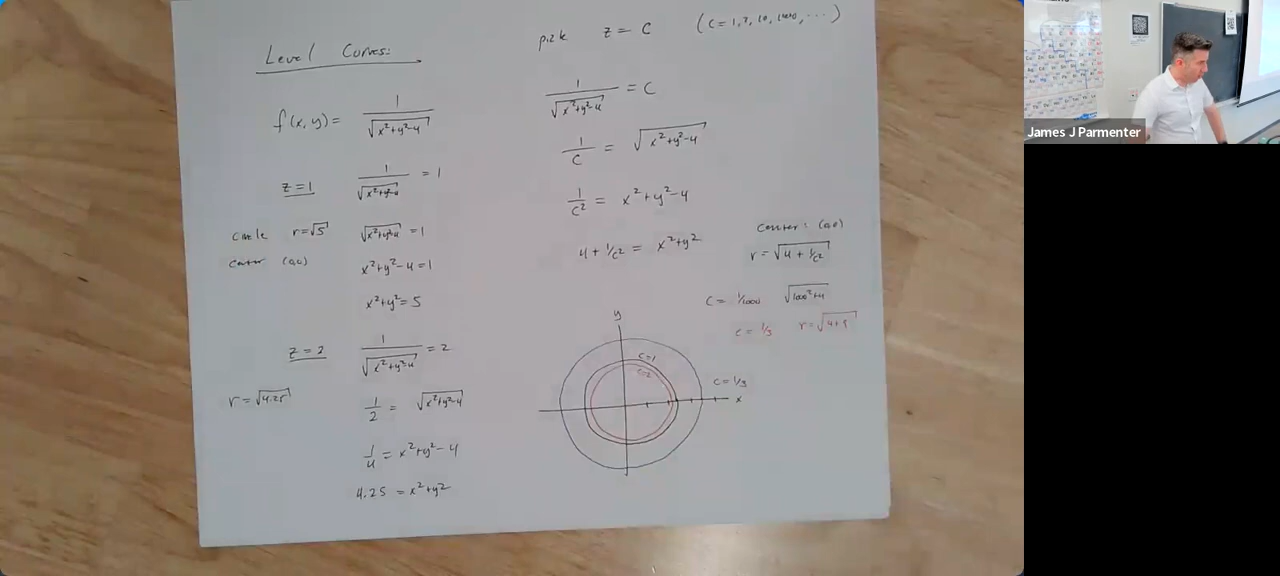 Level Curves:
f(x,y) = 1/√(x²+y²-4)
z=1 1/√(x²+y²-4) = 1
circle r=√5 √(x²+y²-4) = 1
center (0,0) x²+y²-4=1
x²+y²=5
z=2 1/√(x²+y²-4) = 2
r=√4.25 1/2 = √(x²+y²-4)
1/4 = x²+y²-4
4.25 = x²+y²
pick z = C (C = 1, 2, 10, 1000, ...)
1/√(x²+y²-4) = C
1/C = √(x²+y²-4)
1/C² = x²+y²-4
4+1/C² = x²+y²
center: (0,0)
r = √(4+1/C²)
C = 1/1000 √(1000²+4)
C = 1/3 r=√(4+9)
y
C=1
C=2
C=1/3
x
James J Parmenter